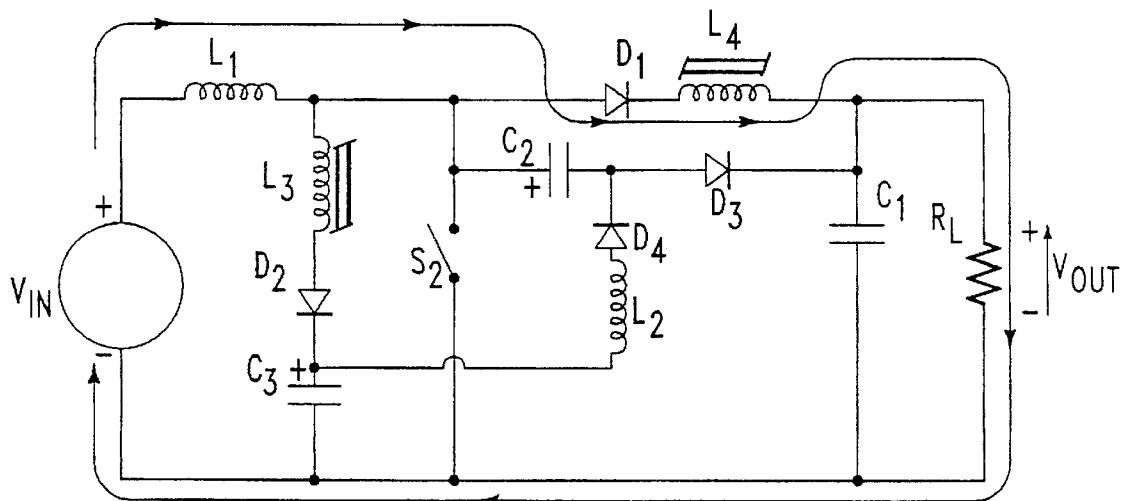 L4
D1
L1
C2
+
L3
D3
C1
RL
+
D4
+
S2
VOUT
D2
VIN
L2
-
-
C3
+